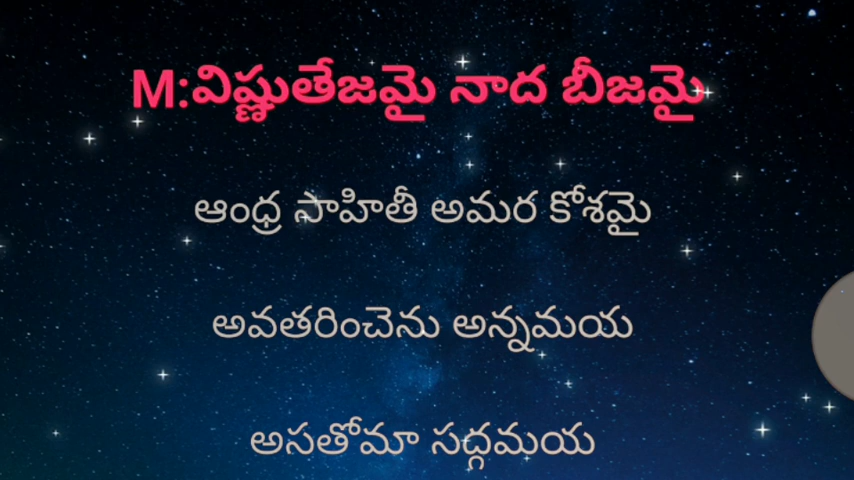 M:విష్ణుతేజమై నాద బీజమై
ఆంధ్ర సాహితీ అమర కోశమై
అవతరించెను అన్నమయ
అసతోమా సద్గమయ